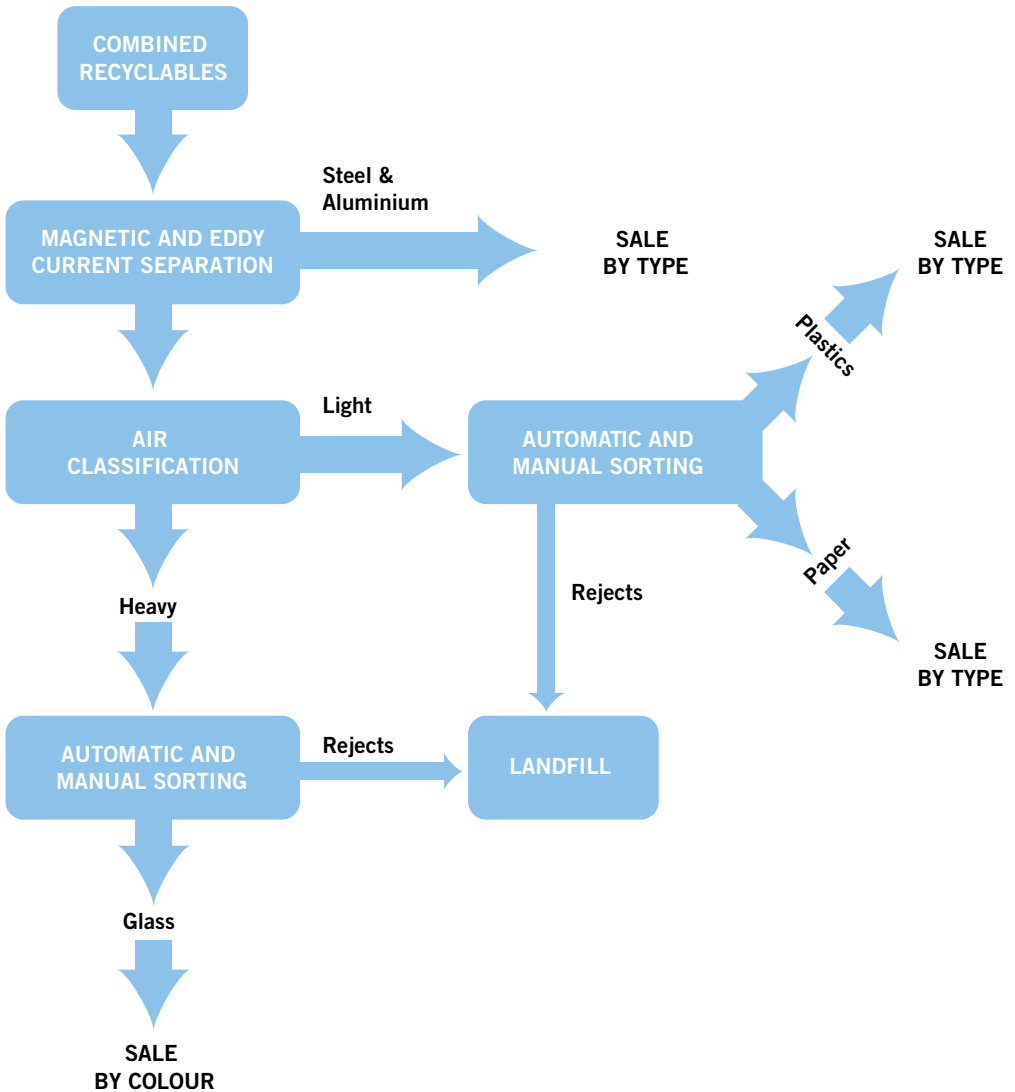 COMBINED
RECYCLABLES
Steel &
Aluminium
MAGNETIC AND EDDY
CURRENT SEPARATION
SALE
BY TYPE
SALE
BY TYPE
Plastics
Light
AIR
CLASSIFICATION
AUTOMATIC AND
MANUAL SORTING
Paper
Rejects
Heavy
SALE
BY TYPE
AUTOMATIC AND
MANUAL SORTING
Rejects
LANDFILL
Glass
SALE
BY COLOUR